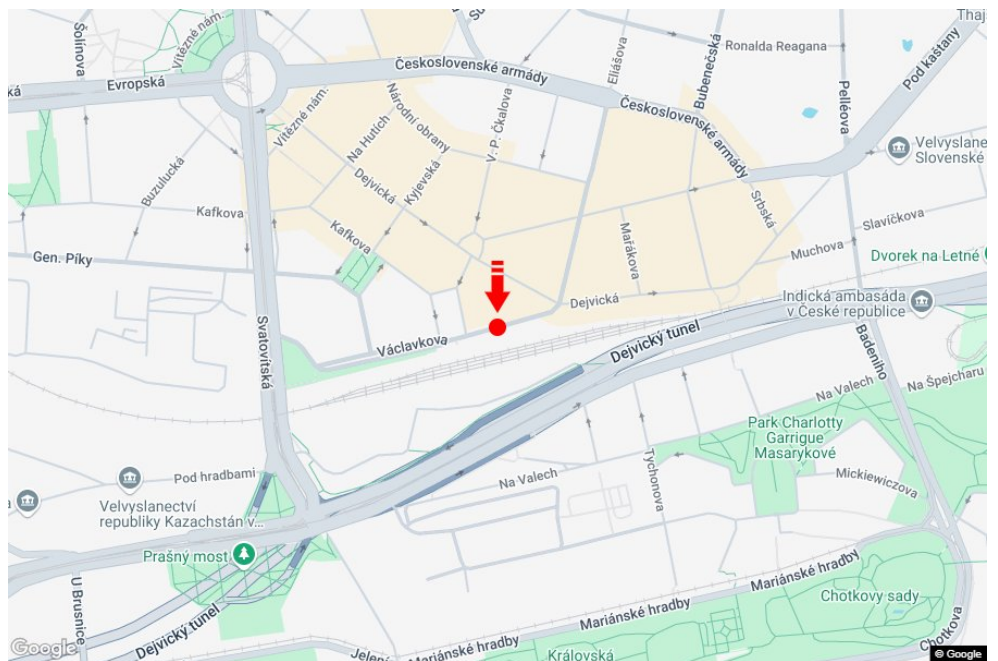 Šolínova
Vítězné nám.
Thaj
Ronalda Reagana
Eliášova
Bubenečská
Pelléova
Pod kaštany
ká
Evropská
Československé armády
Československé armády
Velvyslane
Slovenské
Vítězné nám.
Národní obrany
Na Hutích
V. P. Čkalova
Kyjevská
Dejvická
Buzulucká
Kafkova
Kafkova
Gen. Píky
Srbská
Mařákova
Slavíčkova
Muchova
Dvorek na Letné
Dejvická
Indická ambasáda
v České republice
Svatovítská
Václavkova
Dejvický tunel
Badeniho
Na Valech
Na Špejcharu
Park Charlotty
Garrigue
Masarykové
Mickiewiczova
Tychonova
Na Valech
Pod hradbami
a
Velvyslanectví
republiky Kazachstán v...
Prašný most
U Brusnice
Dejvický tunel
Mariánské hradby
Mariánské hradby
Mariánské hradby
Chotkovy sady
Chotkova
Jelení
Královská
Google
© Google